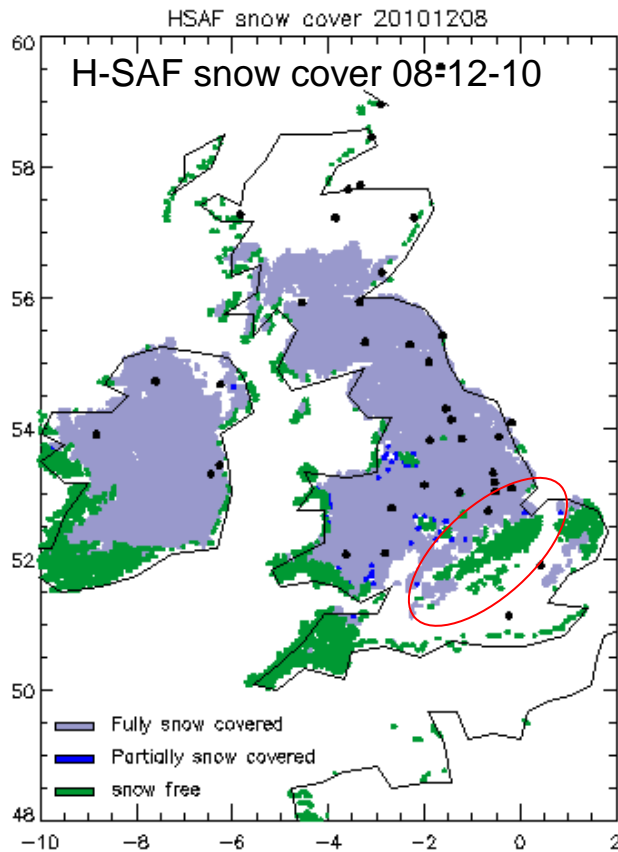 HSAF snow cover 20101208
H-SAF snow cover 08-12-10
60
58
56
54
52
50
48
Fully snow covered
Partially snow covered
snow free
-10
-8
-6
-4
-2
0
2